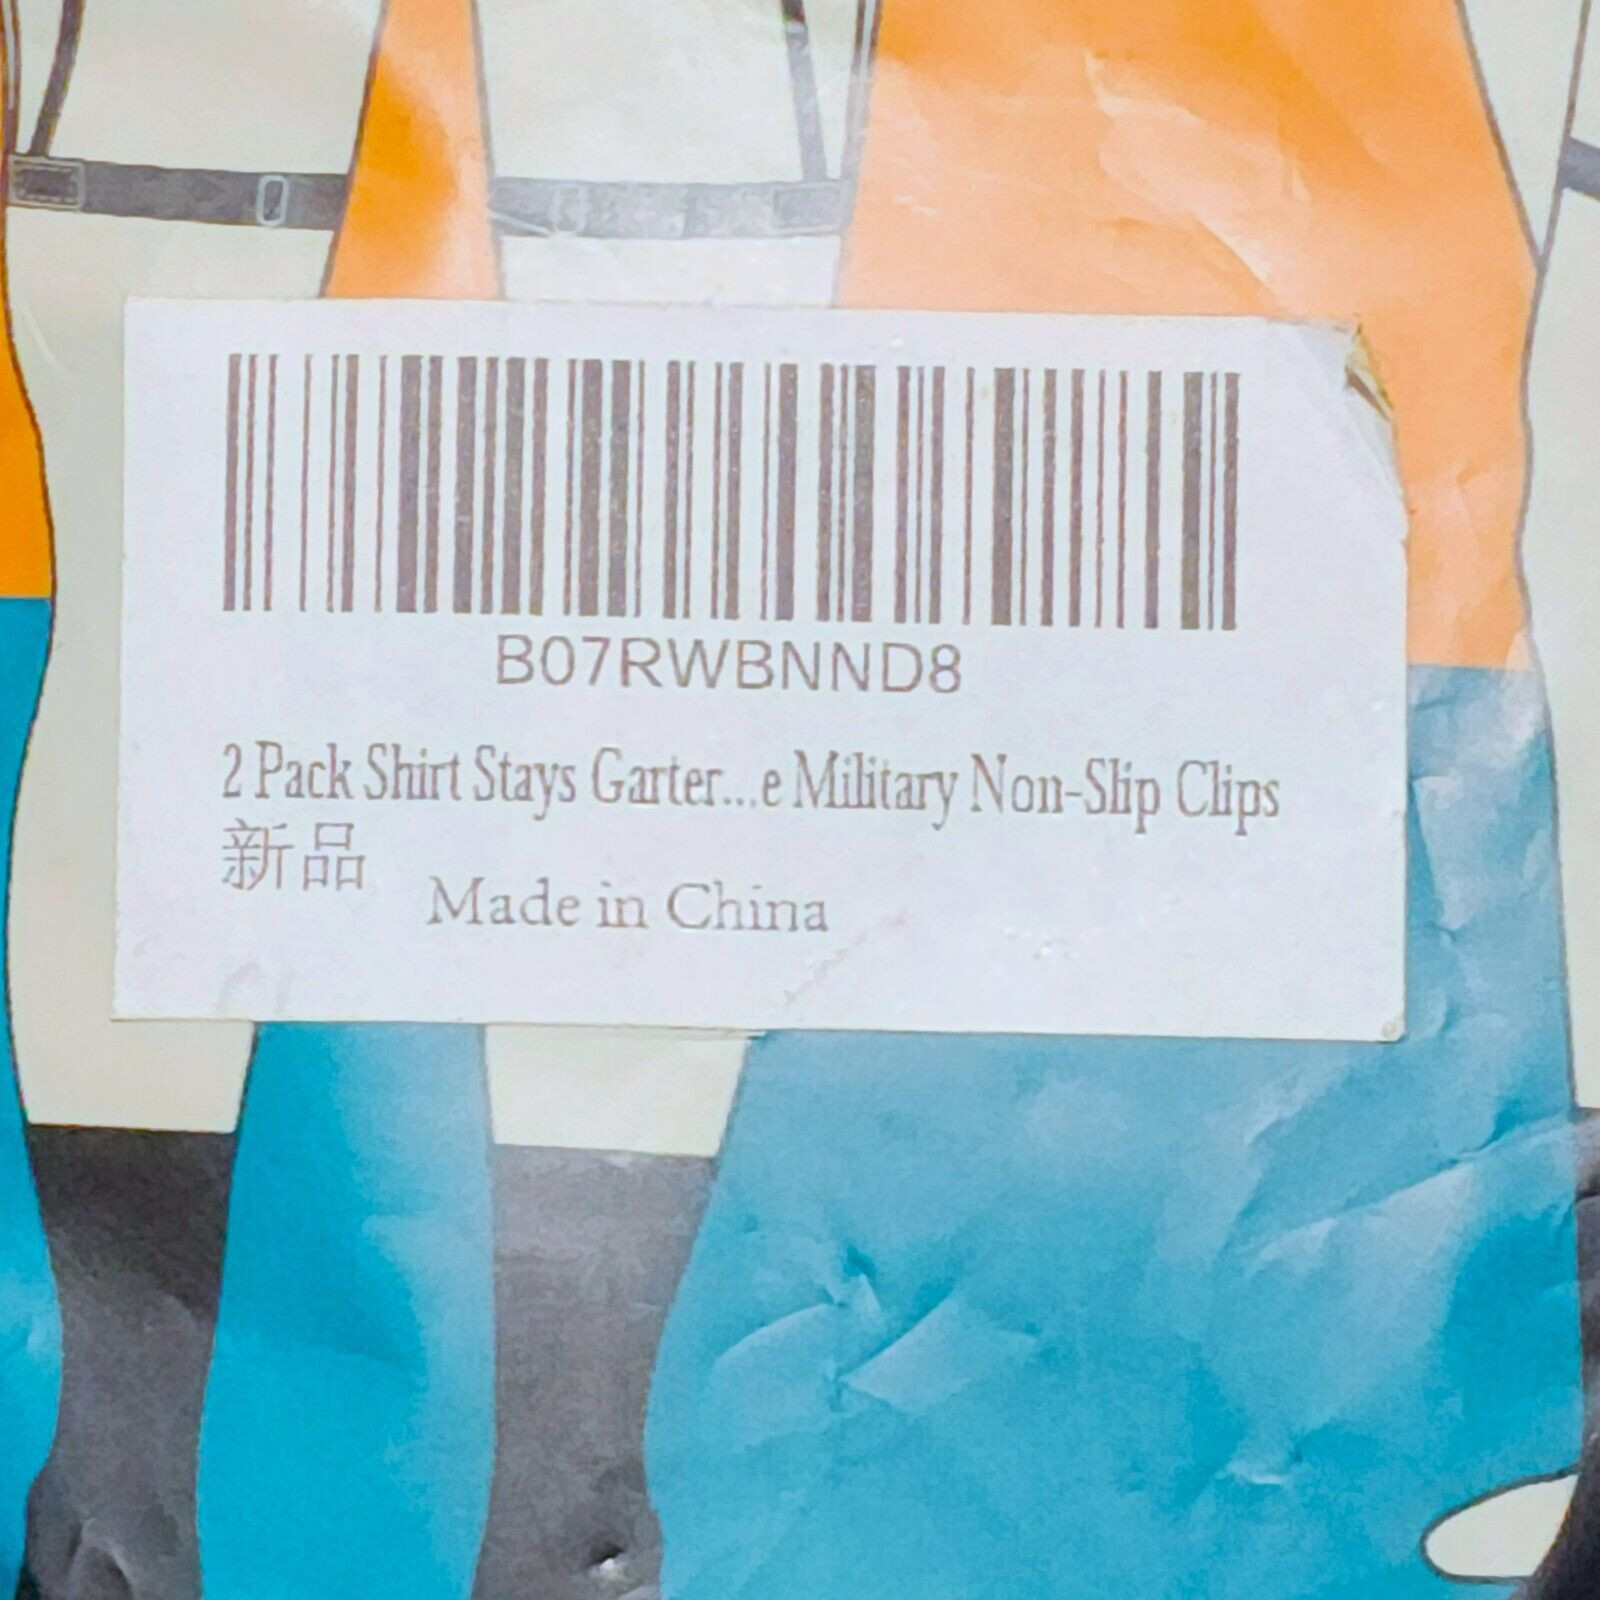 B07RWBNND8
2 Pack Shirt Stays Garter...e Military Non-Slip Clips
新品
Made in China